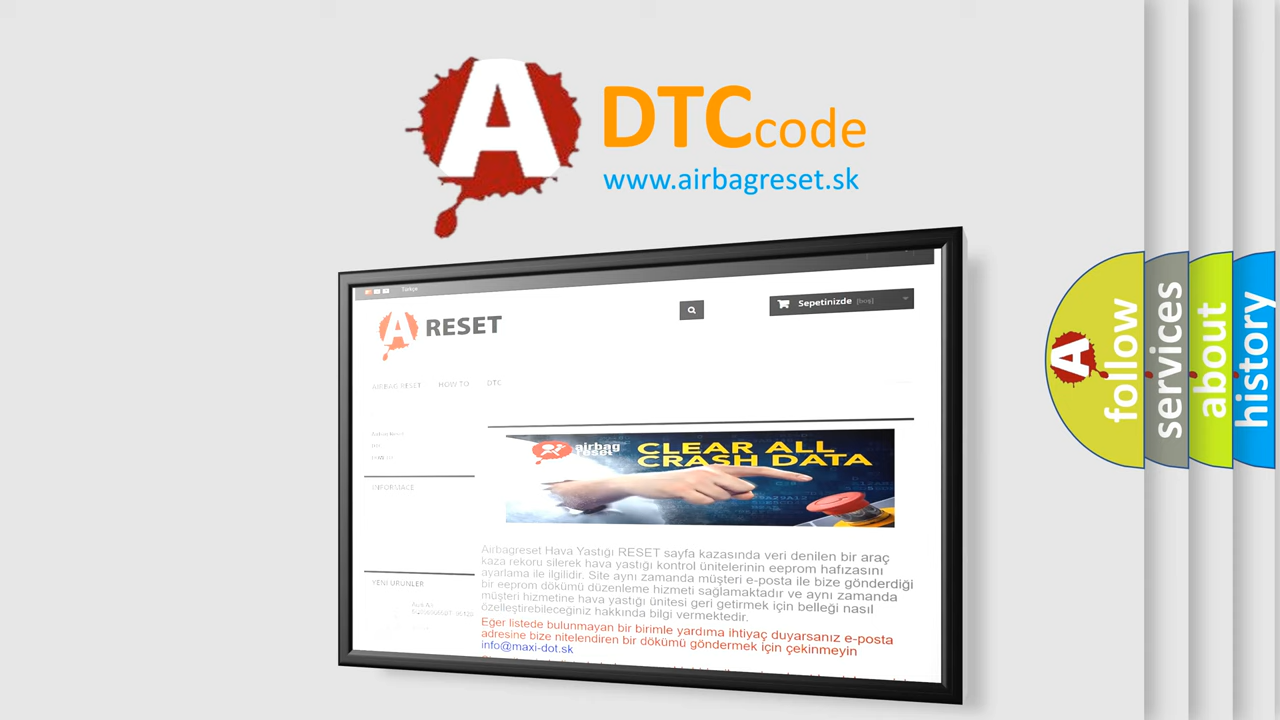 A DTCcode
www.airbagreset.sk
Türkçe
A RESET
Sepetinizde [boş]
AIRBAG RESET HOW TO DTC
INFORMACE
airbag
reset
CLEAR ALL
CRASH DATA
Airbagreset Hava Yastığı RESET sayfa kazasında veri denilen bir araç
kaza rekoru silerek hava yastığı kontrol ünitelerinin eeprom hafızasını
ayarlama ile ilgilidir. Site aynı zamanda müşteri e-posta ile bize gönderdiği
bir eeprom dökümü düzenleme hizmeti sağlamaktadır ve aynı zamanda
müşteri hizmetine hava yastığı ünitesi geri getirmek için belleği nasıl
özelleştirebileceğiniz hakkında bilgi vermektedir.
Eger listede bulunmayan bir birimle yardıma ihtiyaç duyarsanız e-posta
adresine bize nitelendiren bir dökümü göndermek için çekinmeyin
info@maxi-dot.sk
YENI ÜRÜNLER
A follow
services
about
history